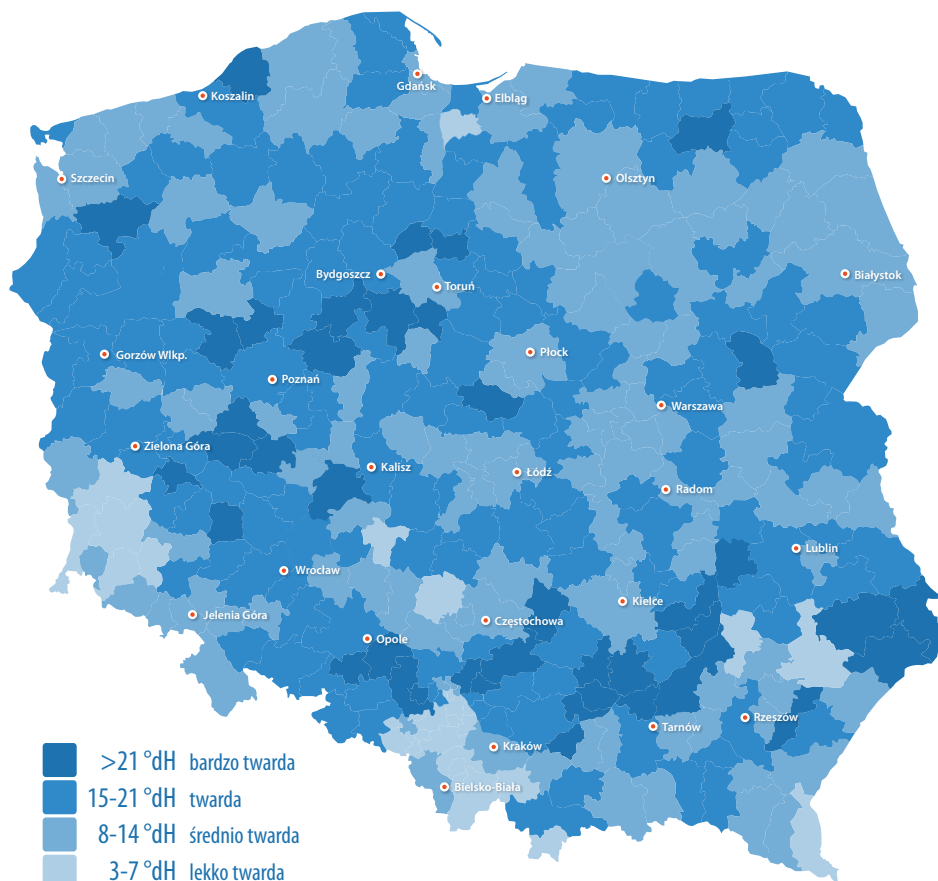 Gdańsk
Koszalin
Elbląg
Szczecin
Olsztyn
Bydgoszcz
Białystok
Toruń
Gorzów Wlkp.
Płock
Poznań
Warszawa
Zielona Góra
Kalisz
Łódź
Radom
Lublin
Wrocław
Kielce
Jelenia Góra
Częstochowa
Opole
Rzeszów
Tarnów
Kraków
Bielsko-Biała
>21 °dH bardzo twarda
15-21 °dH twarda
8-14 °dH średnio twarda
3-7 °dH lekko twarda